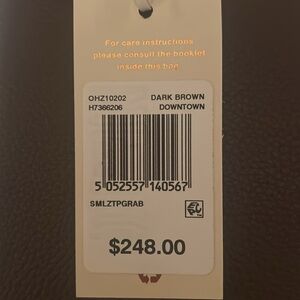 For care instructions
please consult the booklet
inside this bag
OHZ10202 DARK BROWN
H7366206 DOWNTOWN
5 052557 140567
SMLZTPGRAB
$248.00